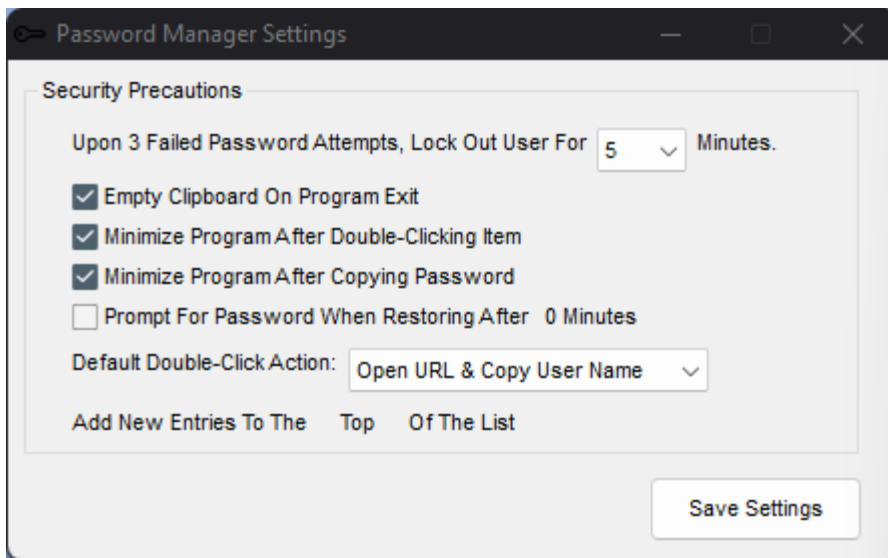 Password Manager Settings
Security Precautions
Upon 3 Failed Password Attempts, Lock Out User For 5 Minutes.
Empty Clipboard On Program Exit
Minimize Program After Double-Clicking Item
Minimize Program After Copying Password
Prompt For Password When Restoring After 0 Minutes
Default Double-Click Action: Open URL & Copy User Name
Add New Entries To The Top Of The List
Save Settings